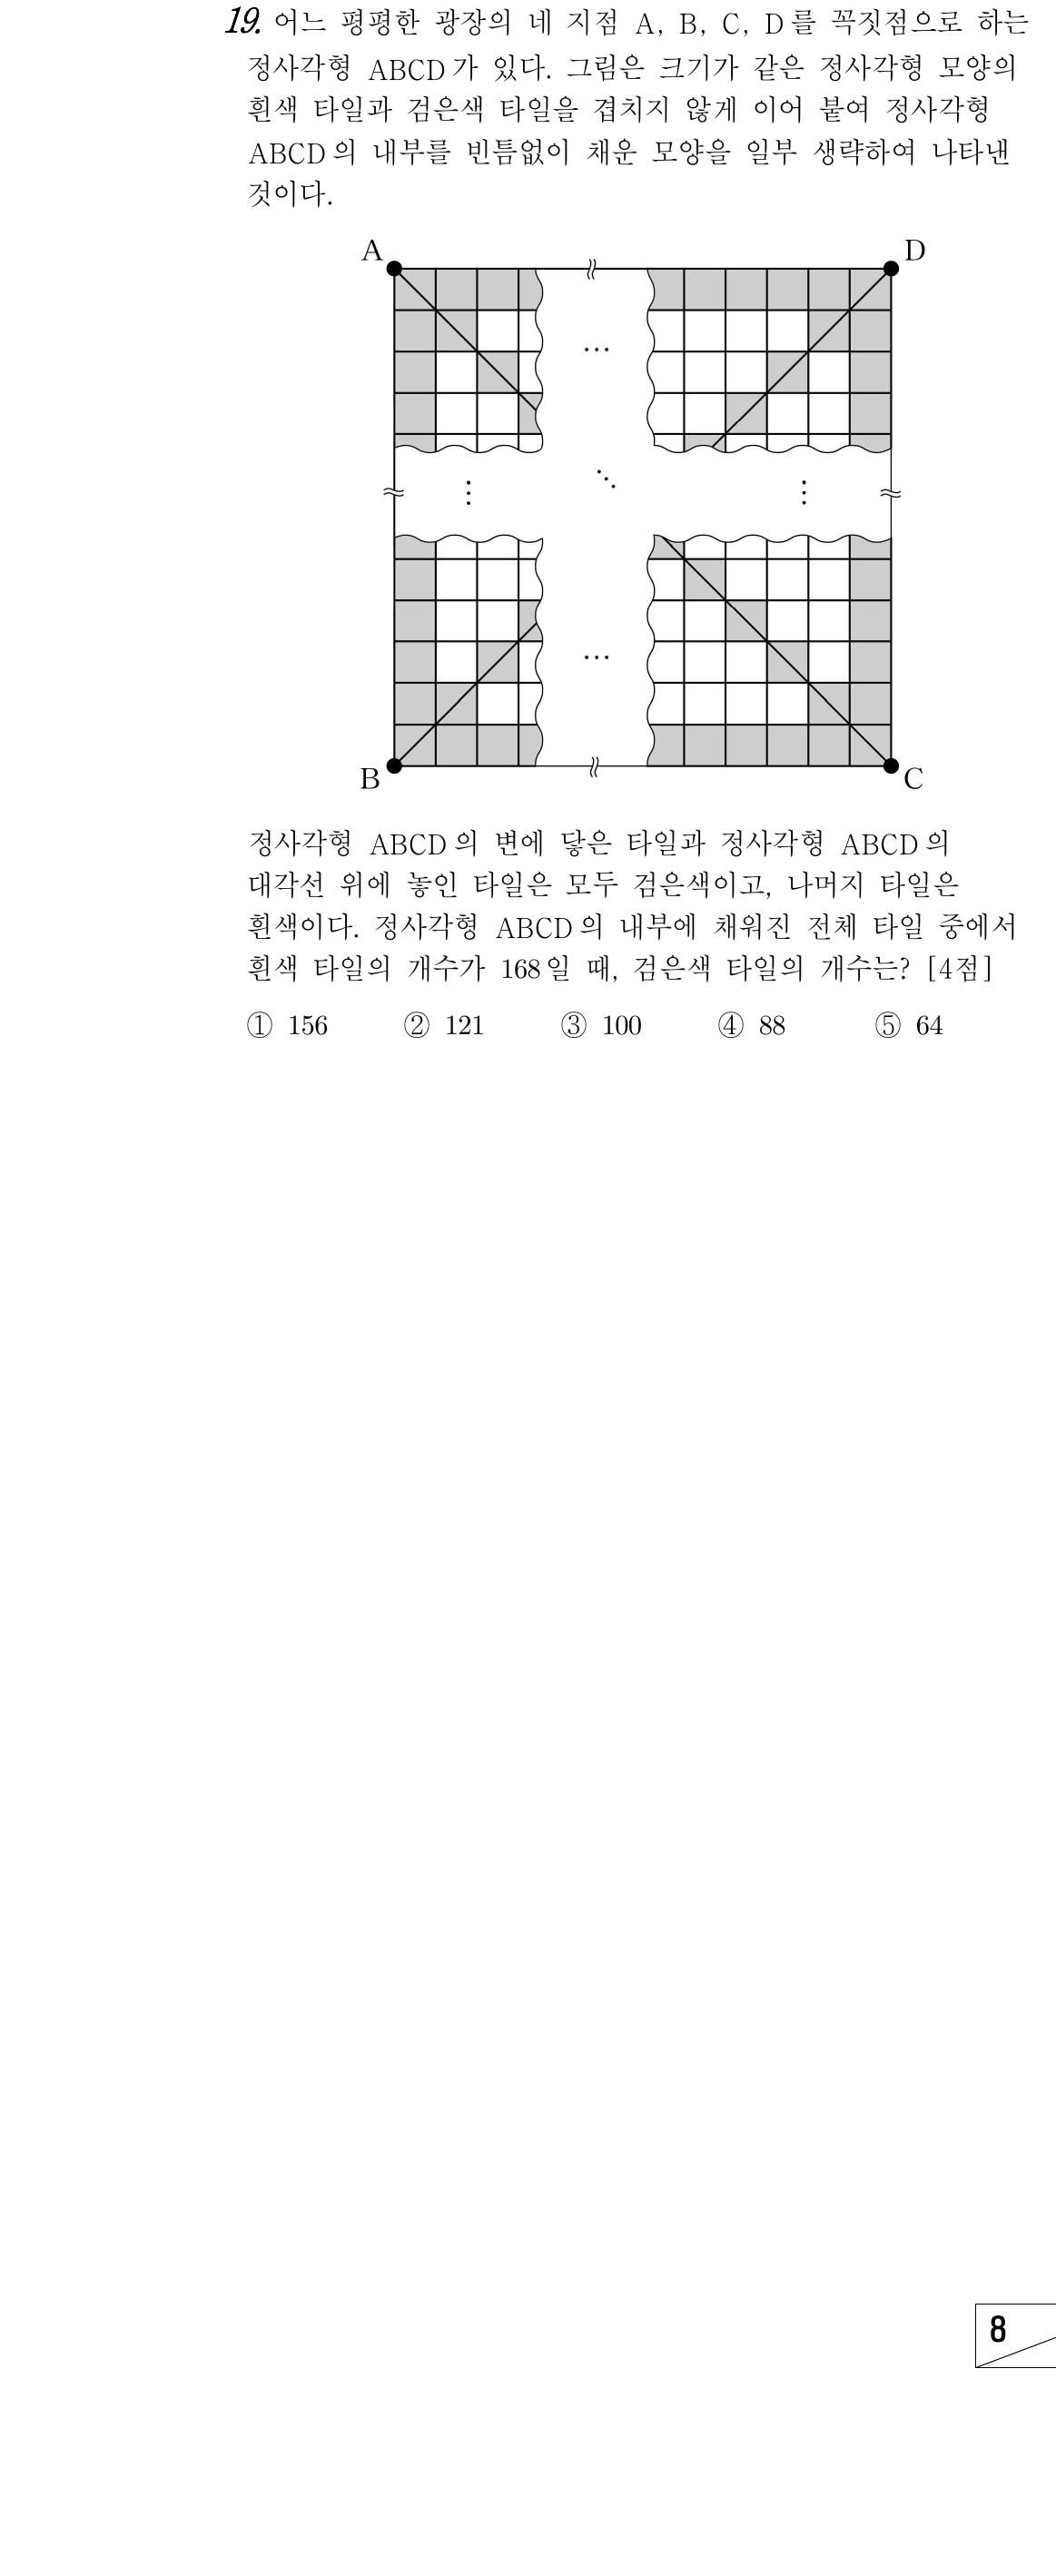 19. 어느 평평한 광장의 네 지점 A, B, C, D를 꼭짓점으로 하는
정사각형 ABCD가 있다. 그림은 크기가 같은 정사각형 모양의
흰색 타일과 검은색 타일을 겹치지 않게 이어 붙여 정사각형
ABCD의 내부를 빈틈없이 채운 모양을 일부 생략하여 나타낸
것이다.
A D
B C
정사각형 ABCD의 변에 닿은 타일과 정사각형 ABCD의
대각선 위에 놓인 타일은 모두 검은색이고, 나머지 타일은
흰색이다. 정사각형 ABCD의 내부에 채워진 전체 타일 중에서
흰색 타일의 개수가 168일 때, 검은색 타일의 개수는? [4점]
① 156 ② 121 ③ 100 ④ 88 ⑤ 64
8